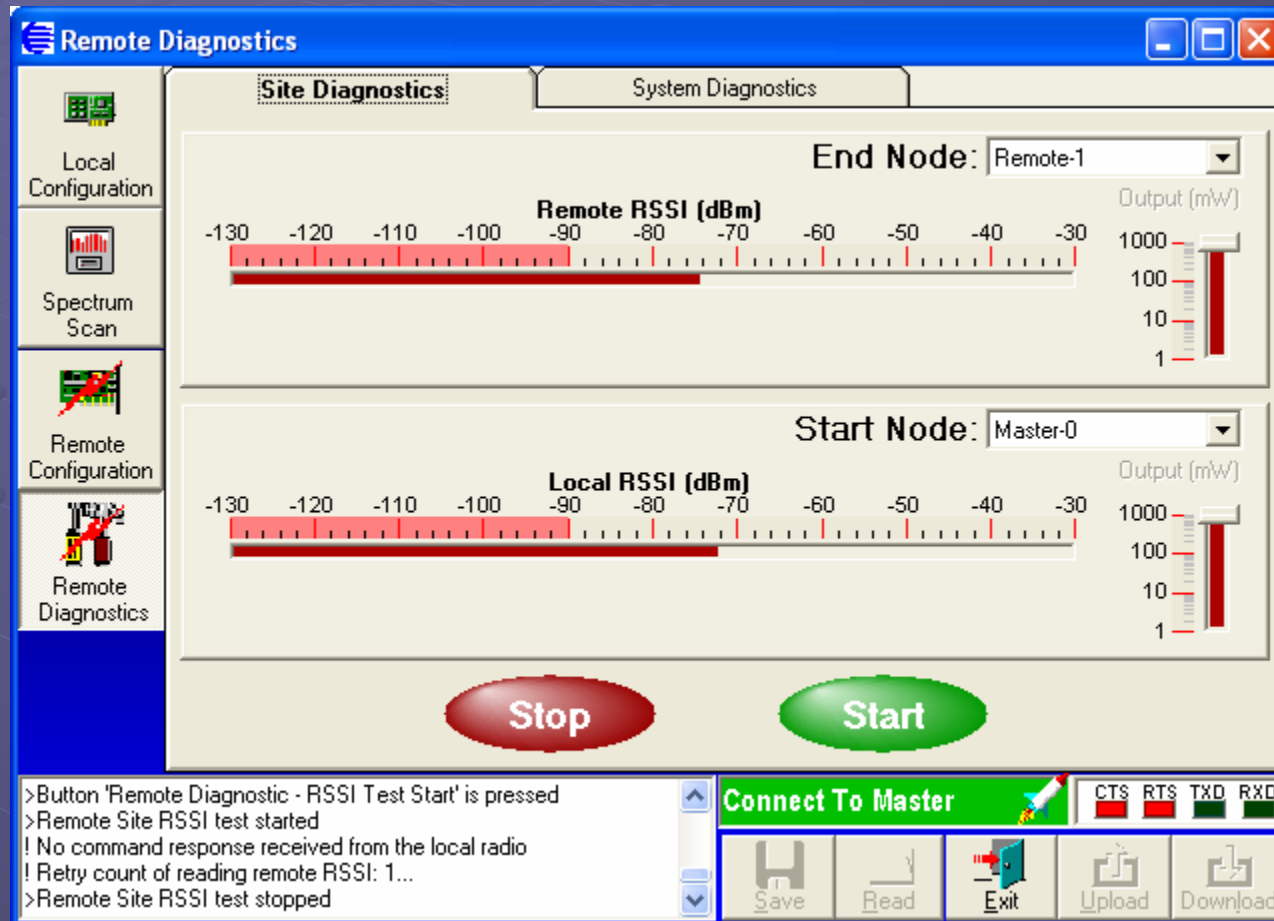 Remote Diagnostics
Local
Configuration
Spectrum
Scan
Remote
Configuration
Remote
Diagnostics
Site Diagnostics
System Diagnostics
End Node: Remote-1
Output (mW)
Remote RSSI (dBm)
-130 -120 -110 -100 -90 -80 -70 -60 -50 -40 -30
1000
100
10
1
Start Node: Master-0
Output (mW)
Local RSSI (dBm)
-130 -120 -110 -100 -90 -80 -70 -60 -50 -40 -30
1000
100
10
1
Stop
Start
>Button 'Remote Diagnostic - RSSI Test Start' is pressed
>Remote Site RSSI test started
! No command response received from the local radio
! Retry count of reading remote RSSI: 1...
>Remote Site RSSI test stopped
Connect To Master
CTS RTS TXD RXD
Save
Read
Exit
Upload
Download